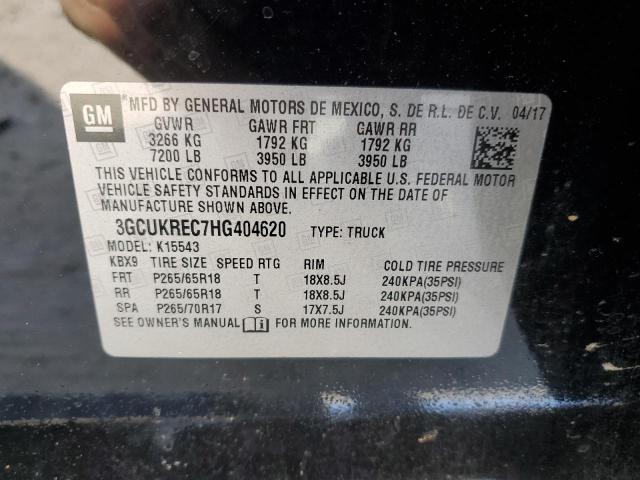 GM
MFD BY GENERAL MOTORS DE MEXICO, S. DE R.L. DE C.V. 04/17
GVWR GAWR FRT GAWR RR
3266 KG 1792 KG 1792 KG
7200 LB 3950 LB 3950 LB
THIS VEHICLE CONFORMS TO ALL APPLICABLE U.S. FEDERAL MOTOR
VEHICLE SAFETY STANDARDS IN EFFECT ON THE DATE OF
MANUFACTURE SHOWN ABOVE.
3GCUKREC7HG404620 TYPE: TRUCK
MODEL: K15543
KBX9 TIRE SIZE SPEED RTG RIM COLD TIRE PRESSURE
FRT P265/65R18 T 18X8.5J 240KPA(35PSI)
RR P265/65R18 T 18X8.5J 240KPA(35PSI)
SPA P265/70R17 S 17X7.5J 240KPA(35PSI)
SEE OWNER'S MANUAL FOR MORE INFORMATION.